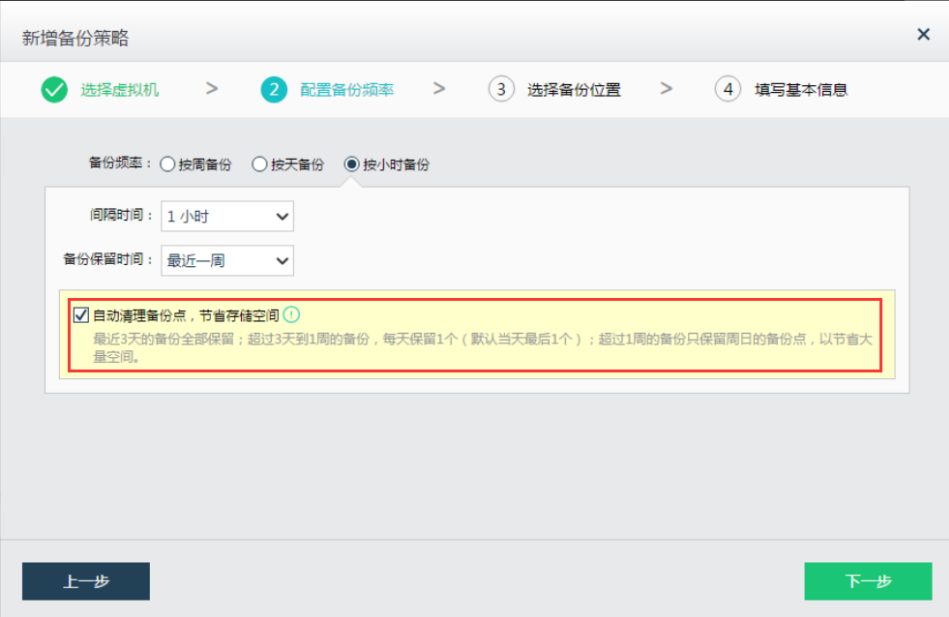 新增备份策略
选择虚拟机 > 2 配置备份频率 > 3 选择备份位置 > 4 填写基本信息
备份频率： 按周备份 按天备份 按小时备份
间隔时间： 1 小时
备份保留时间： 最近一周
自动清理备份点，节省存储空间
最近3天的备份全部保留；超过3天到1周的备份，每天保留1个（默认当天最后1个）；超过1周的备份只保留周日的备份点，以节省大
量空间。
上一步 下一步